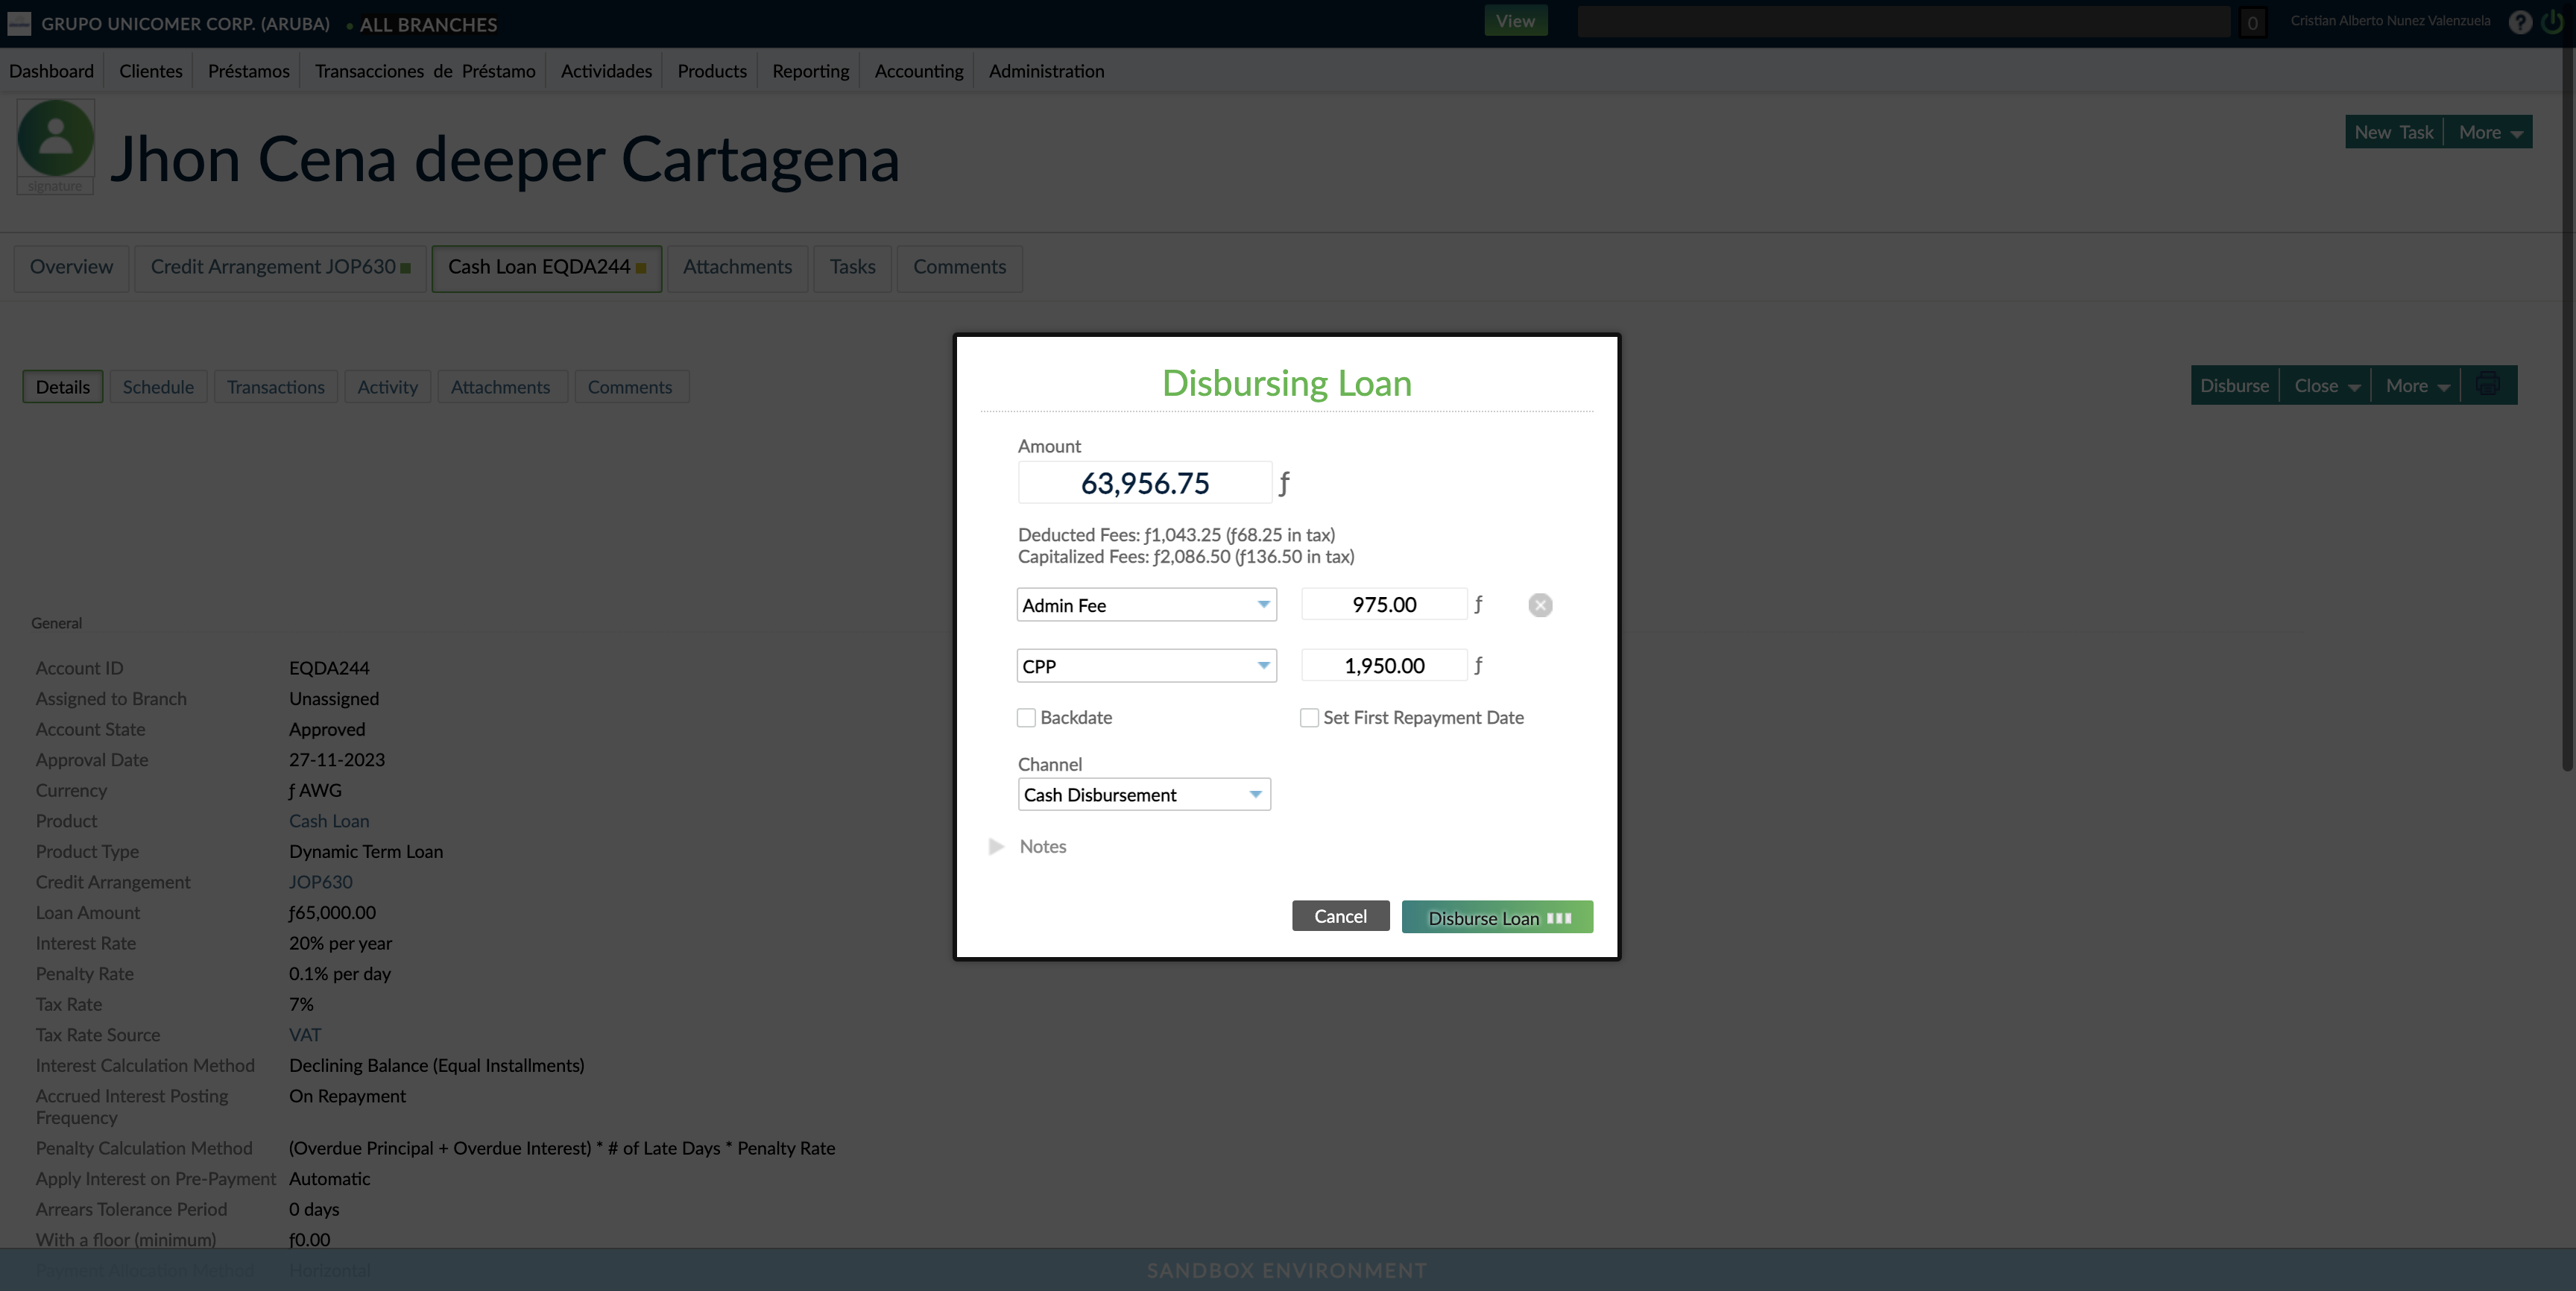 GRUPO UNICOMER CORP. (ARUBA) • ALL BRANCHES View 0 Cristian Alberto Nunez Valenzuela ?
Dashboard Clientes Préstamos Transacciones de Préstamo Actividades Products Reporting Accounting Administration
signature
Jhon Cena deeper Cartagena
New Task More
Overview Credit Arrangement JOP630 Cash Loan EQDA244 Attachments Tasks Comments
Details Schedule Transactions Activity Attachments Comments
Disburse Close More
General
Account ID EQDA244
Assigned to Branch Unassigned
Account State Approved
Approval Date 27-11-2023
Currency ƒ AWG
Product Cash Loan
Product Type Dynamic Term Loan
Credit Arrangement JOP630
Loan Amount ƒ65,000.00
Interest Rate 20% per year
Penalty Rate 0.1% per day
Tax Rate 7%
Tax Rate Source VAT
Interest Calculation Method Declining Balance (Equal Installments)
Accrued Interest Posting On Repayment
Frequency
Penalty Calculation Method (Overdue Principal + Overdue Interest) * # of Late Days * Penalty Rate
Apply Interest on Pre-Payment Automatic
Arrears Tolerance Period 0 days
With a floor (minimum) ƒ0.00
Payment Allocation Method Horizontal
Disbursing Loan
Amount
63,956.75 ƒ
Deducted Fees: ƒ1,043.25 (ƒ68.25 in tax)
Capitalized Fees: ƒ2,086.50 (ƒ136.50 in tax)
Admin Fee 975.00 ƒ
CPP 1,950.00 ƒ
Backdate Set First Repayment Date
Channel
Cash Disbursement
Notes
Cancel Disburse Loan
SANDBOX ENVIRONMENT